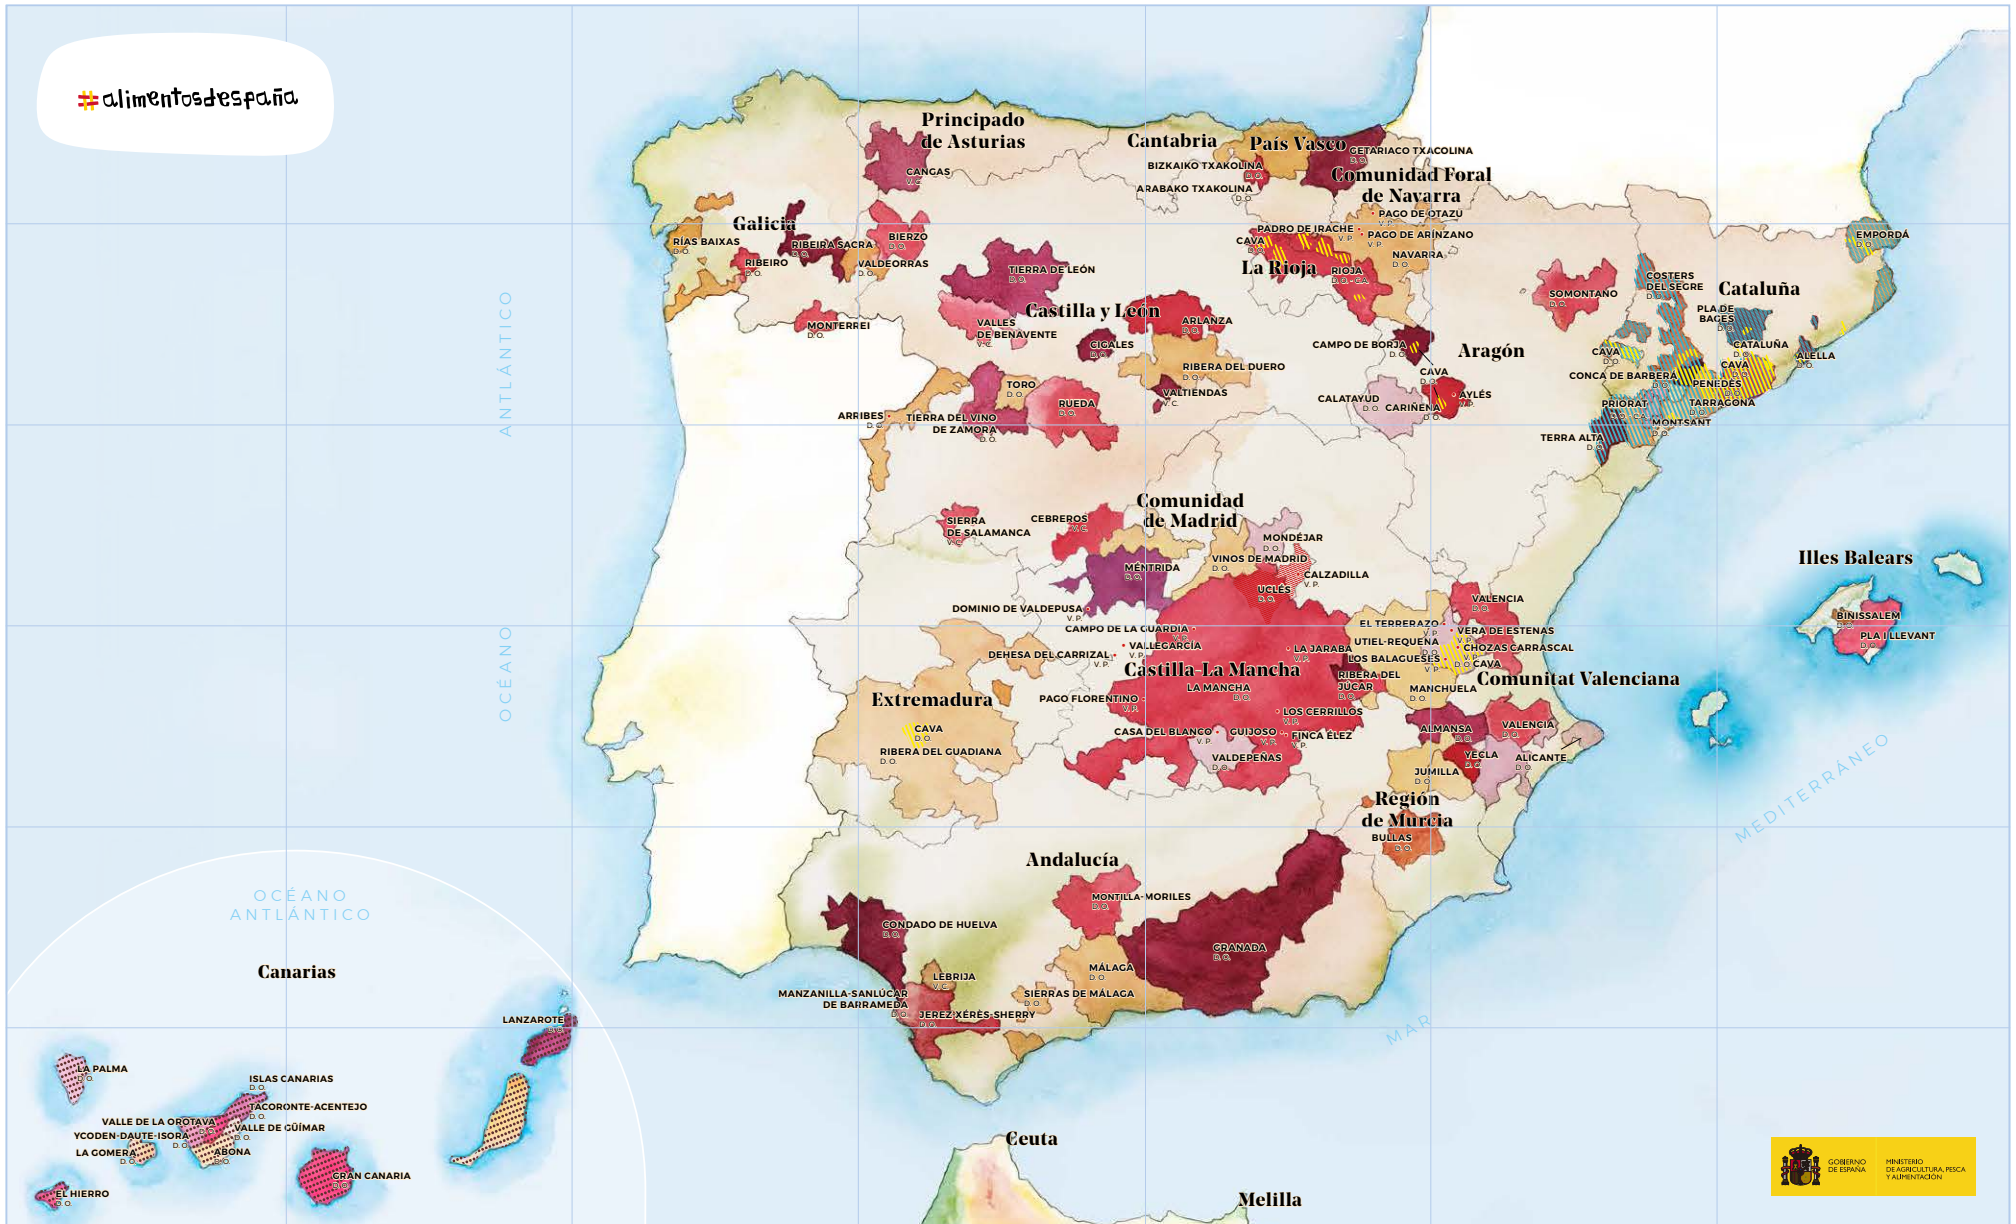 #alimentosdespaña
Principado
de Asturias
Cantabria
País Vasco
GETARIACO TXACOLINA
D.O.
BIZKAIKO TXAKOLINA
D.O.
Comunidad Foral
de Navarra
ARABAKO TXAKOLINA
D.O.
CANGAS
V.C.
Galicia
RÍAS BAIXAS
D.O.
RIBEIRO
D.O.
RIBEIRA SACRA
D.O.
VALDEORRAS
D.O.
BIERZO
D.O.
MONTERREI
D.O.
TIERRA DE LEÓN
D.O.
Castilla y León
VALLES
DE BENAVENTE
V.C.
CIGALES
D.O.
ARLANZA
D.O.
RIBERA DEL DUERO
D.O.
VALTIENDAS
V.C.
TORO
D.O.
RUEDA
D.O.
ARRIBES
D.O.
TIERRA DEL VINO
DE ZAMORA
D.O.
SIERRA
DE SALAMANCA
V.C.
CEBREROS
V.C.
PAGO DE OTAZU
V.P.
PADRO DE IRACHE
V.P.
PAGO DE ARÍNZANO
V.P.
NAVARRA
D.O.
CAVA
D.O.
La Rioja
RIOJA
D.O.-CA.
CAMPO DE BORJA
D.O.
Aragón
CAVA
D.O.
CALATAYUD
D.O.
CARIÑENA
D.O.
AYLÉS
V.P.
SOMONTANO
D.O.
COSTERS
DEL SEGRE
D.O.
Cataluña
EMPORDÁ
D.O.
PLA DE
BAGES
D.O.
CATALUÑA
D.O.
ALELLA
D.O.
CAVA
D.O.
CAVA
D.O.
CONCA DE BARBERÁ
D.O.
PENEDÉS
D.O.
PRIORAT
TARRAGONA
D.O.
MONTSANT
D.O.
TERRA ALTA
D.O.
Comunidad
de Madrid
MONDÉJAR
D.O.
VINOS DE MADRID
D.O.
CALZADILLA
V.P.
UCLÉS
D.O.
MÉNTRIDA
D.O.
DOMINIO DE VALDEPUSA
V.P.
CAMPO DE LA GUARDIA
V.P.
VALLEGARCÍA
V.P.
DEHESA DEL CARRIZAL
V.P.
LA JARABA
V.P.
Castilla-La Mancha
LA MANCHA
D.O.
PAGO FLORENTINO
V.P.
LOS CERRILLOS
V.P.
CASA DEL BLANCO
V.P.
GUIJOSO
V.P.
FINCA ÉLEZ
V.P.
VALDEPEÑAS
D.O.
RIBERA DEL
JÚCAR
D.O.
MANCHUELA
D.O.
ALMANSA
D.O.
VALENCIA
D.O.
EL TERRERAZO
V.P.
VERA DE ESTENAS
V.P.
UTIEL-REQUENA
D.O.
CHOZAS CARRASCAL
V.P.
LOS BALAGUESES
V.P.
D.O. CAVA
Comunitat Valenciana
VALENCIA
D.O.
YECLA
D.O.
ALICANTE
D.O.
JUMILLA
D.O.
Región
de Murcia
BULLAS
D.O.
Extremadura
CAVA
D.O.
RIBERA DEL GUADIANA
D.O.
Illes Balears
BINISSALEM
D.O.
PLA I LLEVANT
D.O.
Andalucía
MONTILLA-MORILES
D.O.
CONDADO DE HUELVA
D.O.
GRANADA
D.O.
MÁLAGA
D.O.
SIERRAS DE MÁLAGA
D.O.
LEBRIJA
V.C.
MANZANILLA-SANLÚCAR
DE BARRAMEDA
D.O.
JEREZ-XÉRÈS-SHERRY
D.O.
OCÉANO
ANTLÁNTICO
MAR
MEDITERRÁNEO
OCÉANO
ANTLÁNTICO
Canarias
LANZAROTE
D.O.
LA PALMA
D.O.
ISLAS CANARIAS
D.O.
TACORONTE-ACENTEJO
D.O.
VALLE DE LA OROTAVA
D.O.
VALLE DE GÜÍMAR
D.O.
YCODEN-DAUTE-ISORA
D.O.
LA GOMERA
D.O.
ABONA
D.O.
GRAN CANARIA
D.O.
EL HIERRO
D.O.
Ceuta
Melilla
GOBIERNO
DE ESPAÑA
MINISTERIO
DE AGRICULTURA, PESCA
Y ALIMENTACIÓN